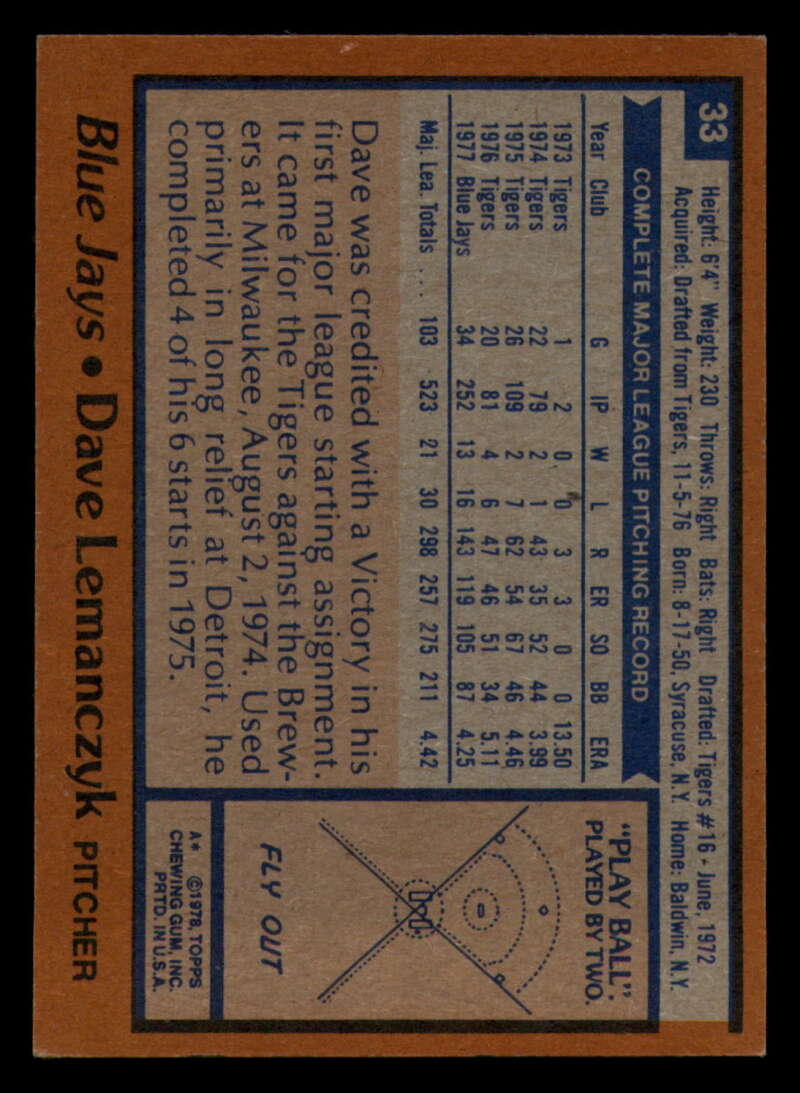 33
Height: 6'4" Weight: 230 Throws: Right Bats: Right Drafted: Tigers #16 - June, 1972
Acquired: Drafted from Tigers, 11-5-76 Born: 8-17-50, Syracuse, N.Y. Home: Baldwin, N.Y.
COMPLETE MAJOR LEAGUE PITCHING RECORD
Year Club G IP W L R ER SO BB ERA
1973 Tigers 1 2 0 0 3 3 0 0 13.50
1974 Tigers 22 79 2 1 43 35 52 44 3.99
1975 Tigers 26 109 2 7 62 54 67 46 4.46
1976 Tigers 20 81 4 6 47 46 51 34 5.11
1977 Blue Jays 34 252 13 16 143 119 105 87 4.25
Maj. Lea. Totals ... 103 523 21 30 298 257 275 211 4.42
Dave was credited with a Victory in his
first major league starting assignment.
It came for the Tigers against the Brew-
ers at Milwaukee, August 2, 1974. Used
primarily in long relief at Detroit, he
completed 4 of his 6 starts in 1975.
"PLAY BALL".
PLAYED BY TWO.
FLY OUT
A* ©1978, TOPPS
CHEWING GUM, INC.
PRTD. IN U.S.A.
Blue Jays • Dave Lemanczyk PITCHER